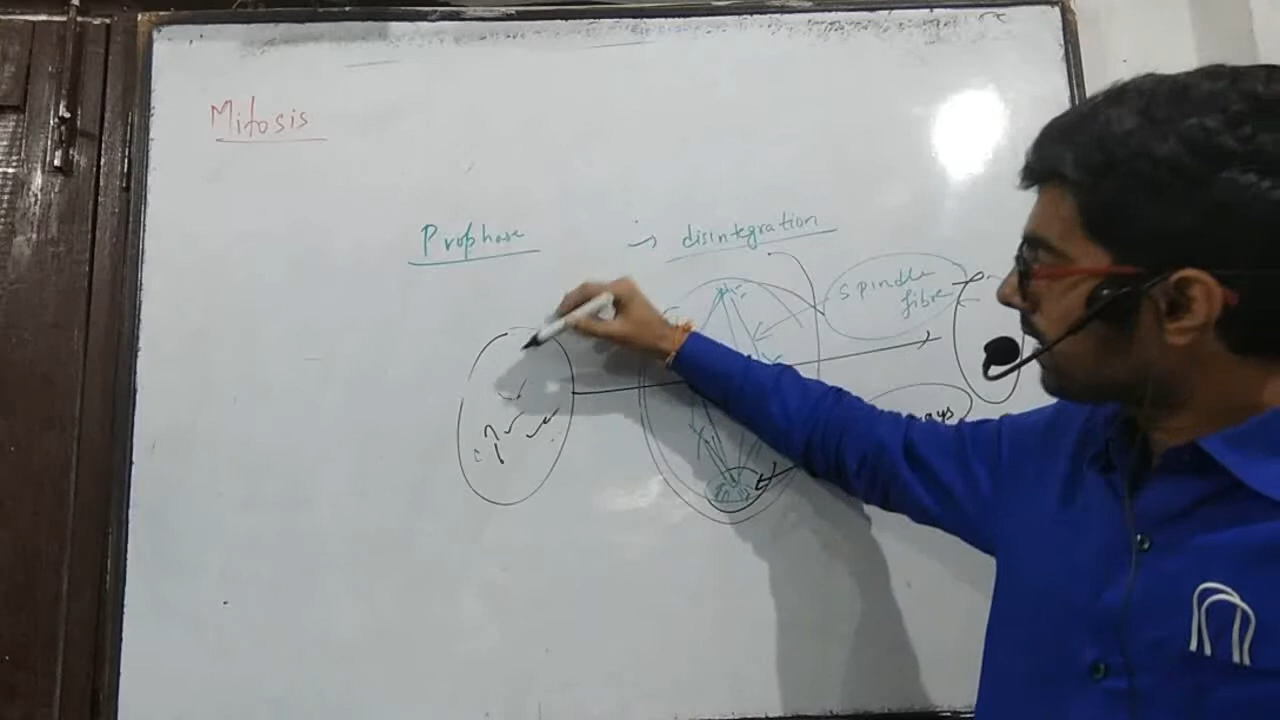 Mitosis
Prophase
disintegration
spindle
fibre